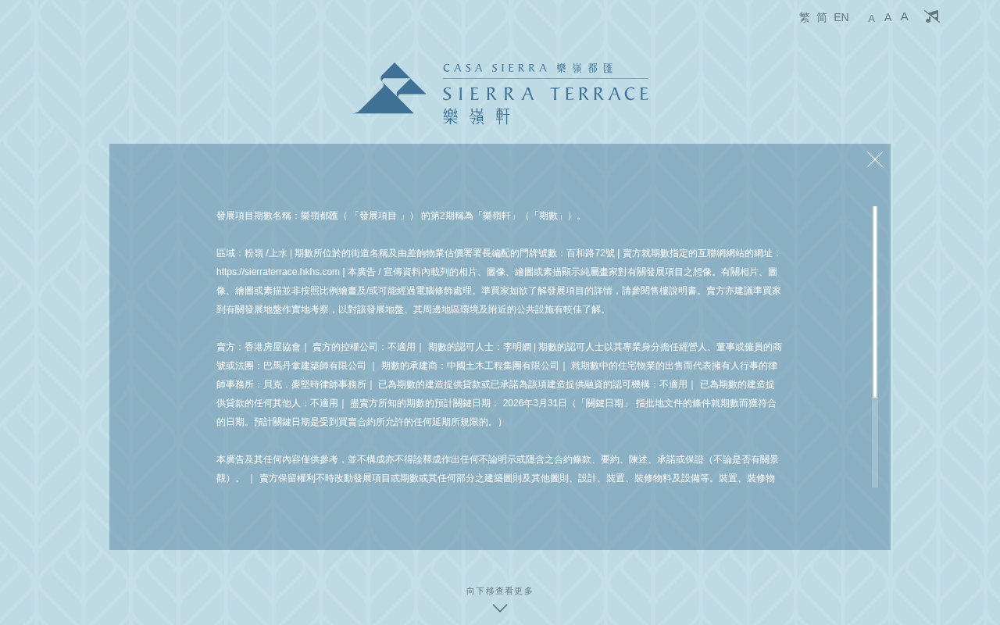 繁 简 EN A A A
CASA SIERRA 樂嶺都匯
SIERRA TERRACE
樂嶺軒
發展項目期數名稱：樂嶺都匯（ 「發展項目 」） 的第2期稱為「樂嶺軒」（「期數」）。
區域：粉嶺 /上水 | 期數所位於的街道名稱及由差餉物業估價署署長編配的門牌號數：百和路72號 | 賣方就期數指定的互聯網網站的網址：
https://sierraterrace.hkhs.com | 本廣告 / 宣傳資料內載列的相片、圖像、繪圖或素描顯示純屬畫家對有關發展項目之想像。有關相片、圖
像、繪圖或素描並非按照比例繪畫及/或可能經過電腦修飾處理。準買家如欲了解發展項目的詳情，請參閱售樓說明書。賣方亦建議準買家
到有關發展地盤作實地考察，以對該發展地盤、其周邊地區環境及附近的公共設施有較佳了解。
賣方：香港房屋協會｜ 賣方的控權公司：不適用｜ 期數的認可人士：李明嫻 | 期數的認可人士以其專業身分擔任經營人、董事或僱員的商
號或法團：巴馬丹拿建築師有限公司 ｜ 期數的承建商：中國土木工程集團有限公司｜ 就期數中的住宅物業的出售而代表擁有人行事的律
師事務所：貝克．麥堅時律師事務所｜ 已為期數的建造提供貸款或已承諾為該項建造提供融資的認可機構：不適用｜ 已為期數的建造提
供貸款的任何其他人：不適用｜ 盡賣方所知的期數的預計關鍵日期： 2026年3月31日（「關鍵日期」 指批地文件的條件就期數而獲符合
的日期。預計關鍵日期是受到買賣合約所允許的任何延期所規限的。）
本廣告及其任何內容僅供參考，並不構成亦不得詮釋成作出任何不論明示或隱含之合約條款、要約、陳述、承諾或保證（不論是否有關景
觀）。 ｜ 賣方保留權利不時改動發展項目或期數或其任何部分之建築圖則及其他圖則、設計、裝置、裝修物料及設備等。裝置、裝修物
向下移查看更多